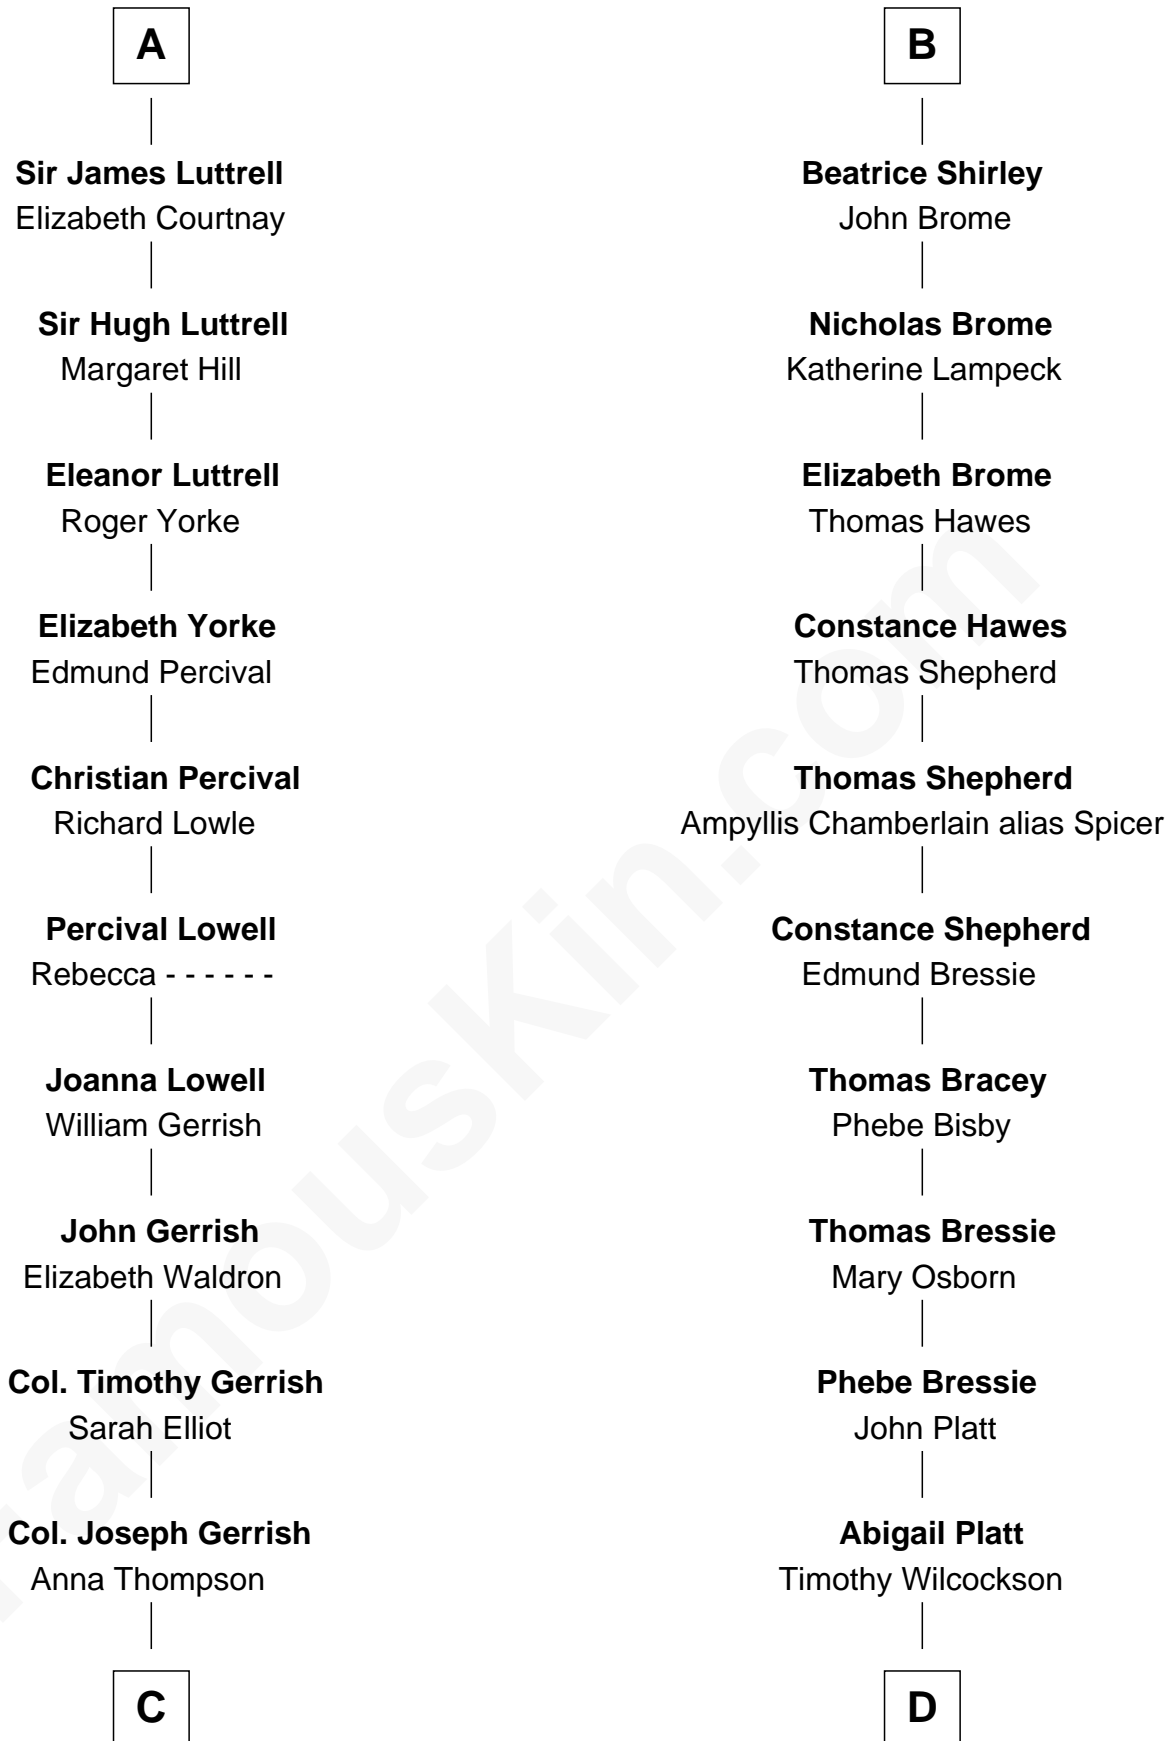 A
Sir James Luttrell
Elizabeth Courtnay
Sir Hugh Luttrell
Margaret Hill
Eleanor Luttrell
Roger Yorke
Elizabeth Yorke
Edmund Percival
Christian Percival
Richard Lowle
Percival Lowell
Rebecca - - - - - -
Joanna Lowell
William Gerrish
John Gerrish
Elizabeth Waldron
Col. Timothy Gerrish
Sarah Elliot
Col. Joseph Gerrish
Anna Thompson
C
B
Beatrice Shirley
John Brome
Nicholas Brome
Katherine Lampeck
Elizabeth Brome
Thomas Hawes
Constance Hawes
Thomas Shepherd
Thomas Shepherd
Ampyllis Chamberlain alias Spicer
Constance Shepherd
Edmund Bressie
Thomas Bracey
Phebe Bisby
Thomas Bressie
Mary Osborn
Phebe Bressie
John Platt
Abigail Platt
Timothy Wilcockson
D
FamousKin.com